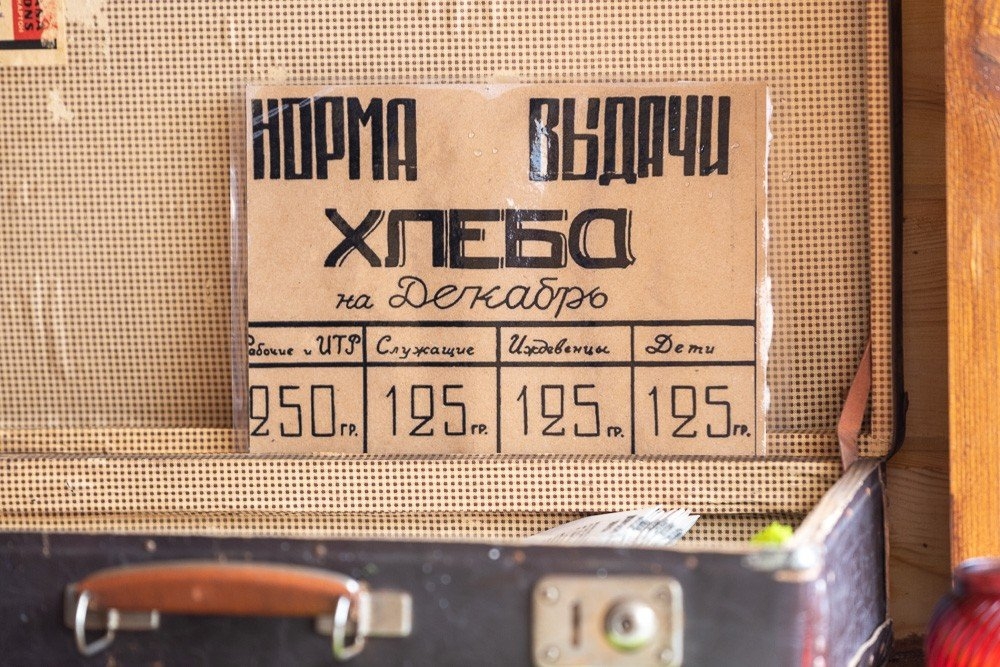 НОРМА ВЫДАЧИ
ХЛЕБА
на Декабрь
Рабочие и ИТР Служащие Иждевенцы Дети
250 гр. 125 гр. 125 гр. 125 гр.